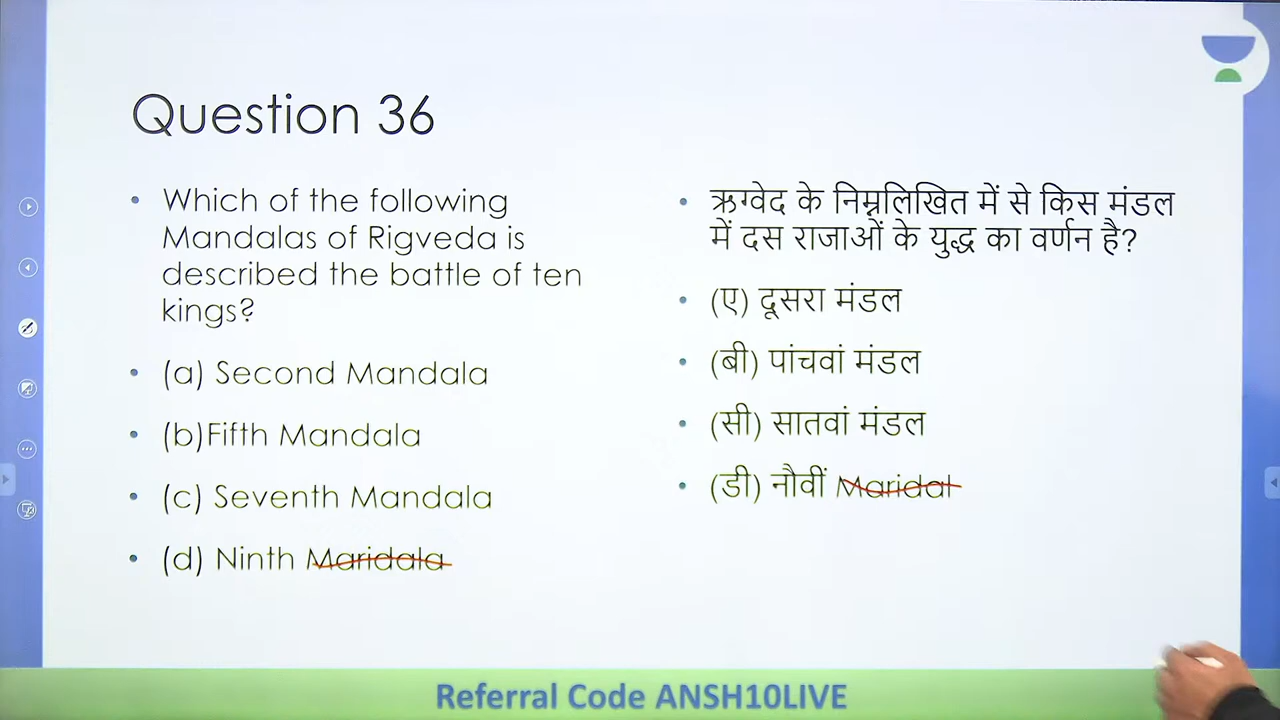 Question 36
Which of the following
Mandalas of Rigveda is
described the battle of ten
kings?
(a) Second Mandala
(b)Fifth Mandala
(c) Seventh Mandala
(d) Ninth Maridala
ऋग्वेद के निम्नलिखित में से किस मंडल
में दस राजाओं के युद्ध का वर्णन है?
(ए) दूसरा मंडल
(बी) पांचवां मंडल
(सी) सातवां मंडल
(डी) नौवीं Maridal
Referral Code ANSH10LIVE